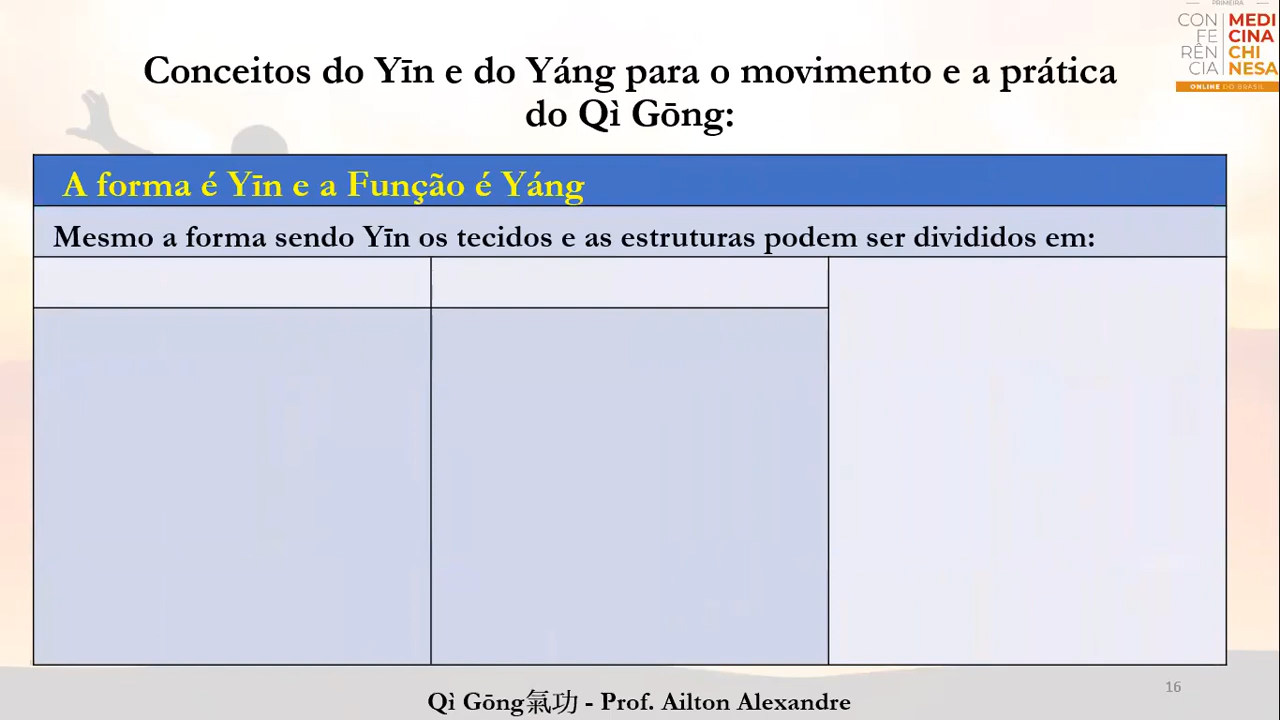 PRIMEIRA
CON
FE
RÊN
CIA
MEDI
CINA
CHI
NESA
ONLINE DO BRASIL
Conceitos do Yīn e do Yáng para o movimento e a prática
do Qì Gōng:
A forma é Yīn e a Função é Yáng
Mesmo a forma sendo Yīn os tecidos e as estruturas podem ser divididos em:
16
Qì Gōng氣功 - Prof. Ailton Alexandre